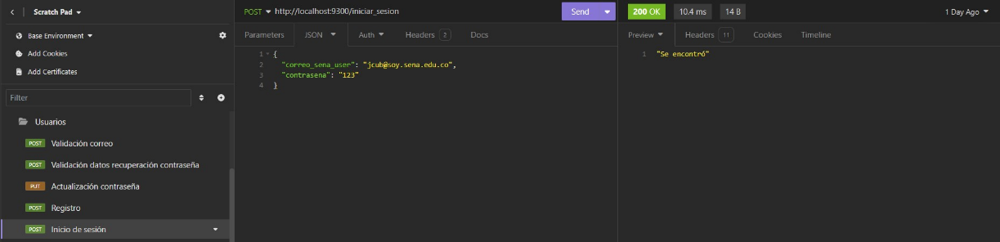 Scratch Pad
Base Environment
Add Cookies
Add Certificates
Filter
Usuarios
POST Validación correo
POST Validación datos recuperación contraseña
PUT Actualización contraseña
POST Registro
POST Inicio de sesión
POST http://localhost:9300/iniciar_sesion Send
Parameters JSON Auth Headers 2 Docs
1 {
2 "correo_sena_user": "jcub@soy.sena.edu.co",
3 "contrasena": "123"
4 }
200 OK 10.4 ms 14 B 1 Day Ago
Preview Headers 11 Cookies Timeline
1 "Se encontró"